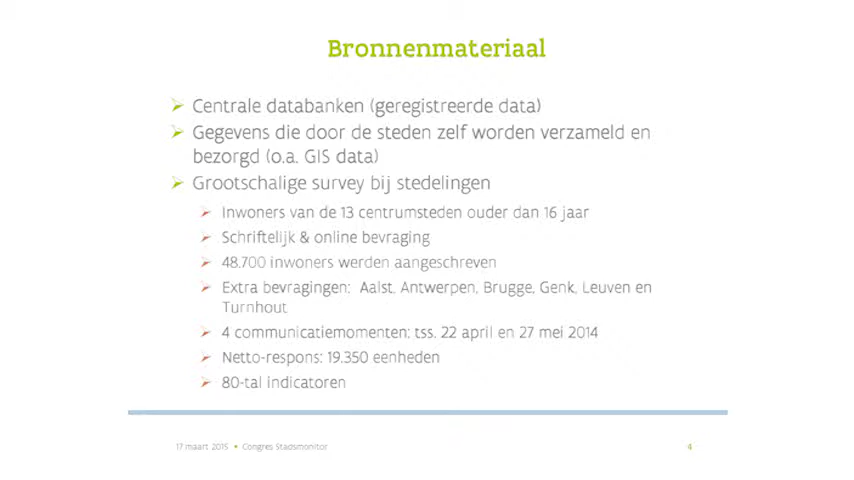 Bronnenmateriaal
Centrale databanken (geregistreerde data)
Gegevens die door de steden zelf worden verzameld en
bezorgd (o.a. GIS data)
Grootschalige survey bij stedelingen
Inwoners van de 13 centrumsteden ouder dan 16 jaar
Schriftelijk & online bevraging
48.700 inwoners werden aangeschreven
Extra bevragingen: Aalst, Antwerpen, Brugge, Genk, Leuven en
Turnhout
4 communicatiemomenten; tss. 22 april en 27 mei 2014
Netto-respons: 19.350 eenheden
80-tal indicatoren
17 maart 2015 • Congres Stadsmonitor
4